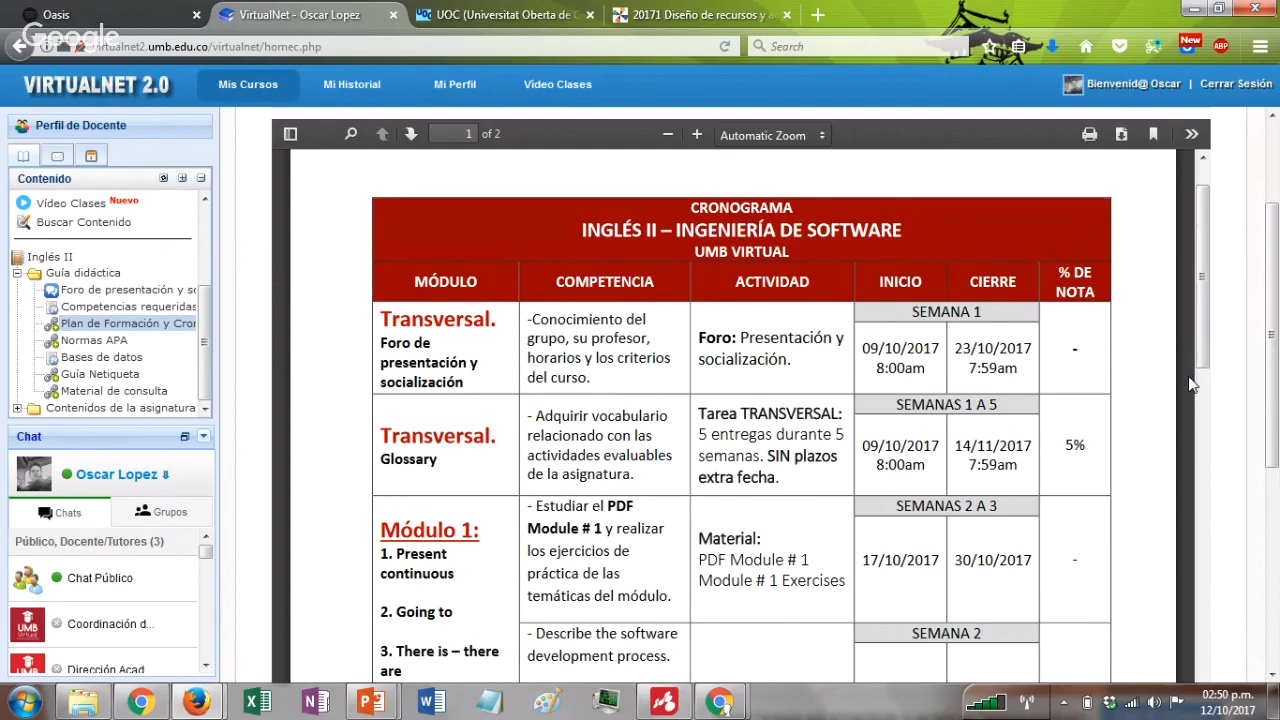 Oasis
VirtualNet - Oscar Lopez
UOC (Universitat Oberta de C
20171 Diseño de recursos y a
Google
virtualnet2.umb.edu.co/virtualnet/homec.php
Search
New
ABP
VIRTUALNET 2.0
Mis Cursos
Mi Historial
Mi Perfil
Vídeo Clases
Bienvenid@ Oscar
Cerrar Sesión
Perfil de Docente
Contenido
Vídeo Clases Nuevo
Buscar Contenido
Inglés II
Guía didáctica
Foro de presentación y so
Competencias requeridas
Plan de Formación y Cron
Normas APA
Bases de datos
Guía Netiqueta
Material de consulta
Contenidos de la asignatura
Chat
Oscar Lopez
Chats
Grupos
Público, Docente/Tutores (3)
Chat Público
UMB
Virtual
Coordinación d...
UMB
Dirección Acad
1 of 2
Automatic Zoom
CRONOGRAMA
INGLÉS II – INGENIERÍA DE SOFTWARE
UMB VIRTUAL
MÓDULO
COMPETENCIA
ACTIVIDAD
INICIO
CIERRE
% DE
NOTA
Transversal.
Foro de
presentación y
socialización
-Conocimiento del
grupo, su profesor,
horarios y los criterios
del curso.
Foro: Presentación y
socialización.
SEMANA 1
09/10/2017
8:00am
23/10/2017
7:59am
-
Transversal.
Glossary
- Adquirir vocabulario
relacionado con las
actividades evaluables
de la asignatura.
Tarea TRANSVERSAL:
5 entregas durante 5
semanas. SIN plazos
extra fecha.
SEMANAS 1 A 5
09/10/2017
8:00am
14/11/2017
7:59am
5%
Módulo 1:
1. Present
continuous
2. Going to
3. There is – there
are
- Estudiar el PDF
Module # 1 y realizar
los ejercicios de
práctica de las
temáticas del módulo.
Material:
PDF Module # 1
Module # 1 Exercises
SEMANAS 2 A 3
17/10/2017
30/10/2017
-
- Describe the software
development process.
SEMANA 2
02:50 p.m.
12/10/2017